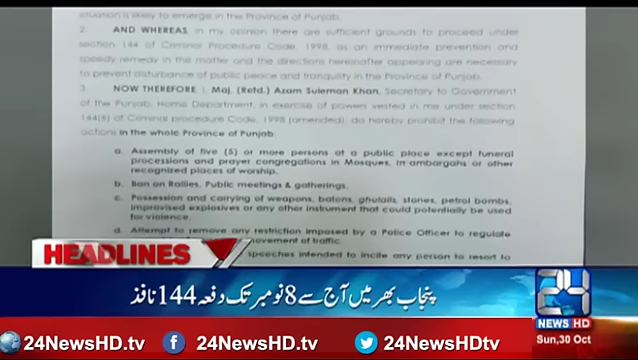 situation is likely to emerge in the Province of Punjab.
2. AND WHEREAS, in my opinion there are sufficient grounds to proceed under
section 144 of Criminal Procedure Code, 1998, as an immediate prevention and
speedy remedy in the matter and the directions hereinafter appearing are necessary
to prevent disturbance of public peace and tranquility in the Province of Punjab.
3. NOW THEREFORE : Maj. (Retd.) Azam Suleman Khan, Secretary to Government
of the Punjab, Home Department, in exercise of powers vested in me under section
144(6) of Criminal procedure Code, 1998 (amended), do hereby prohibit the following
actions in the whole Province of Punjab:
a. Assembly of five (5) or more persons at a public place except funeral
processions and prayer congregations in Mosques, Imambargahs or other
recognized places of worship.
b. Ban on Rallies, Public meetings & gatherings.
c. Possession and carrying of weapons, batons, ghulails, stones, petrol bombs,
improvised explosives or any other instrument that could potentially be used
for violence.
d. Attempt to remove any restriction imposed by a Police Officer to regulate
movement of traffic.
speeches intended to incite any person to resort to
HEADLINES
پنجاب بھر میں آج سے 8 نومبر تک دفعہ 144 نافذ
24
NEWS HD
24NewsHD.tv
24NewsHD
24NewsHDtv
Sun,30 Oct